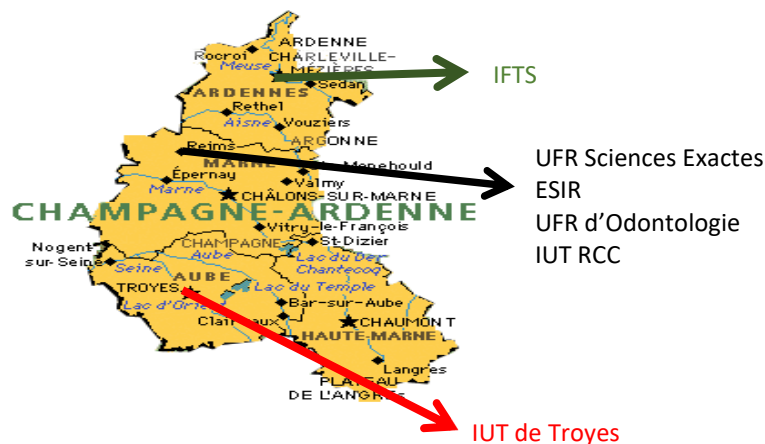 ARDENNE
Rocroi
CHARLEVILLE-
Meuse
MÉZIÈRES
Sedan
IFTS
ARDENNES
Rethel
Aisne
Vouziers
ARGONNE
Reims
MARNE
Menehould
UFR Sciences Exactes
Épernay
Valmy
ESIR
Marne
CHÂLONS-SUR-MARNE
CHAMPAGNE-ARDENNE
UFR d’Odontologie
Vitry-le-François
IUT RCC
Nogent
sur-Seine
CHAMPAGNE
St-Dizier
Seine
Aube
Lac du Der
Chantecoq
AUBE
TROYES
Lac du Temple
Lac d'Orient
Bar-sur-Aube
CHAUMONT
HAUTE-MARNE
Langres
PLATEAU
DE L'ANGRES
IUT de Troyes